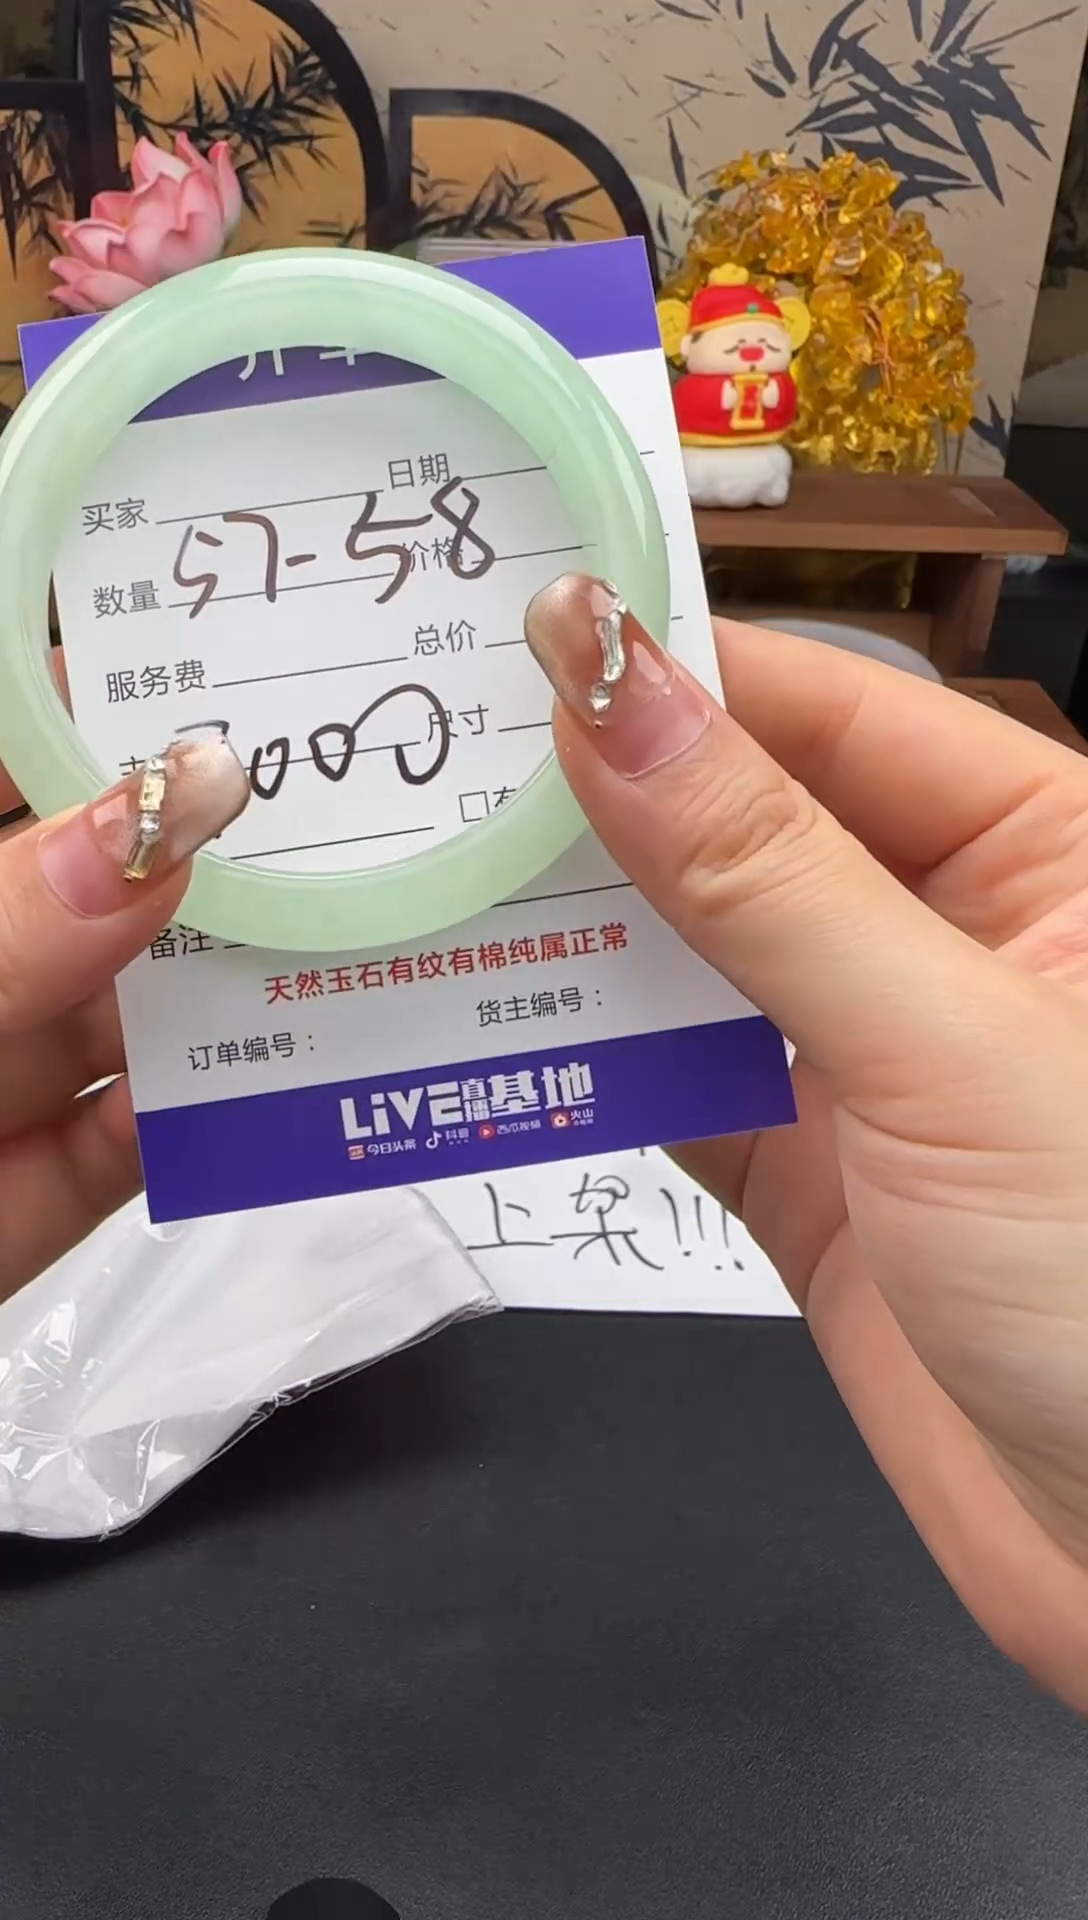 开单
买家 日期
57-58
数量 价格
服务费 总价
尺寸
000
备注
天然玉石有纹有棉纯属正常
订单编号： 货主编号：
LiVE直播基地
今日头条 抖音 西瓜视频 火山
上架!!!